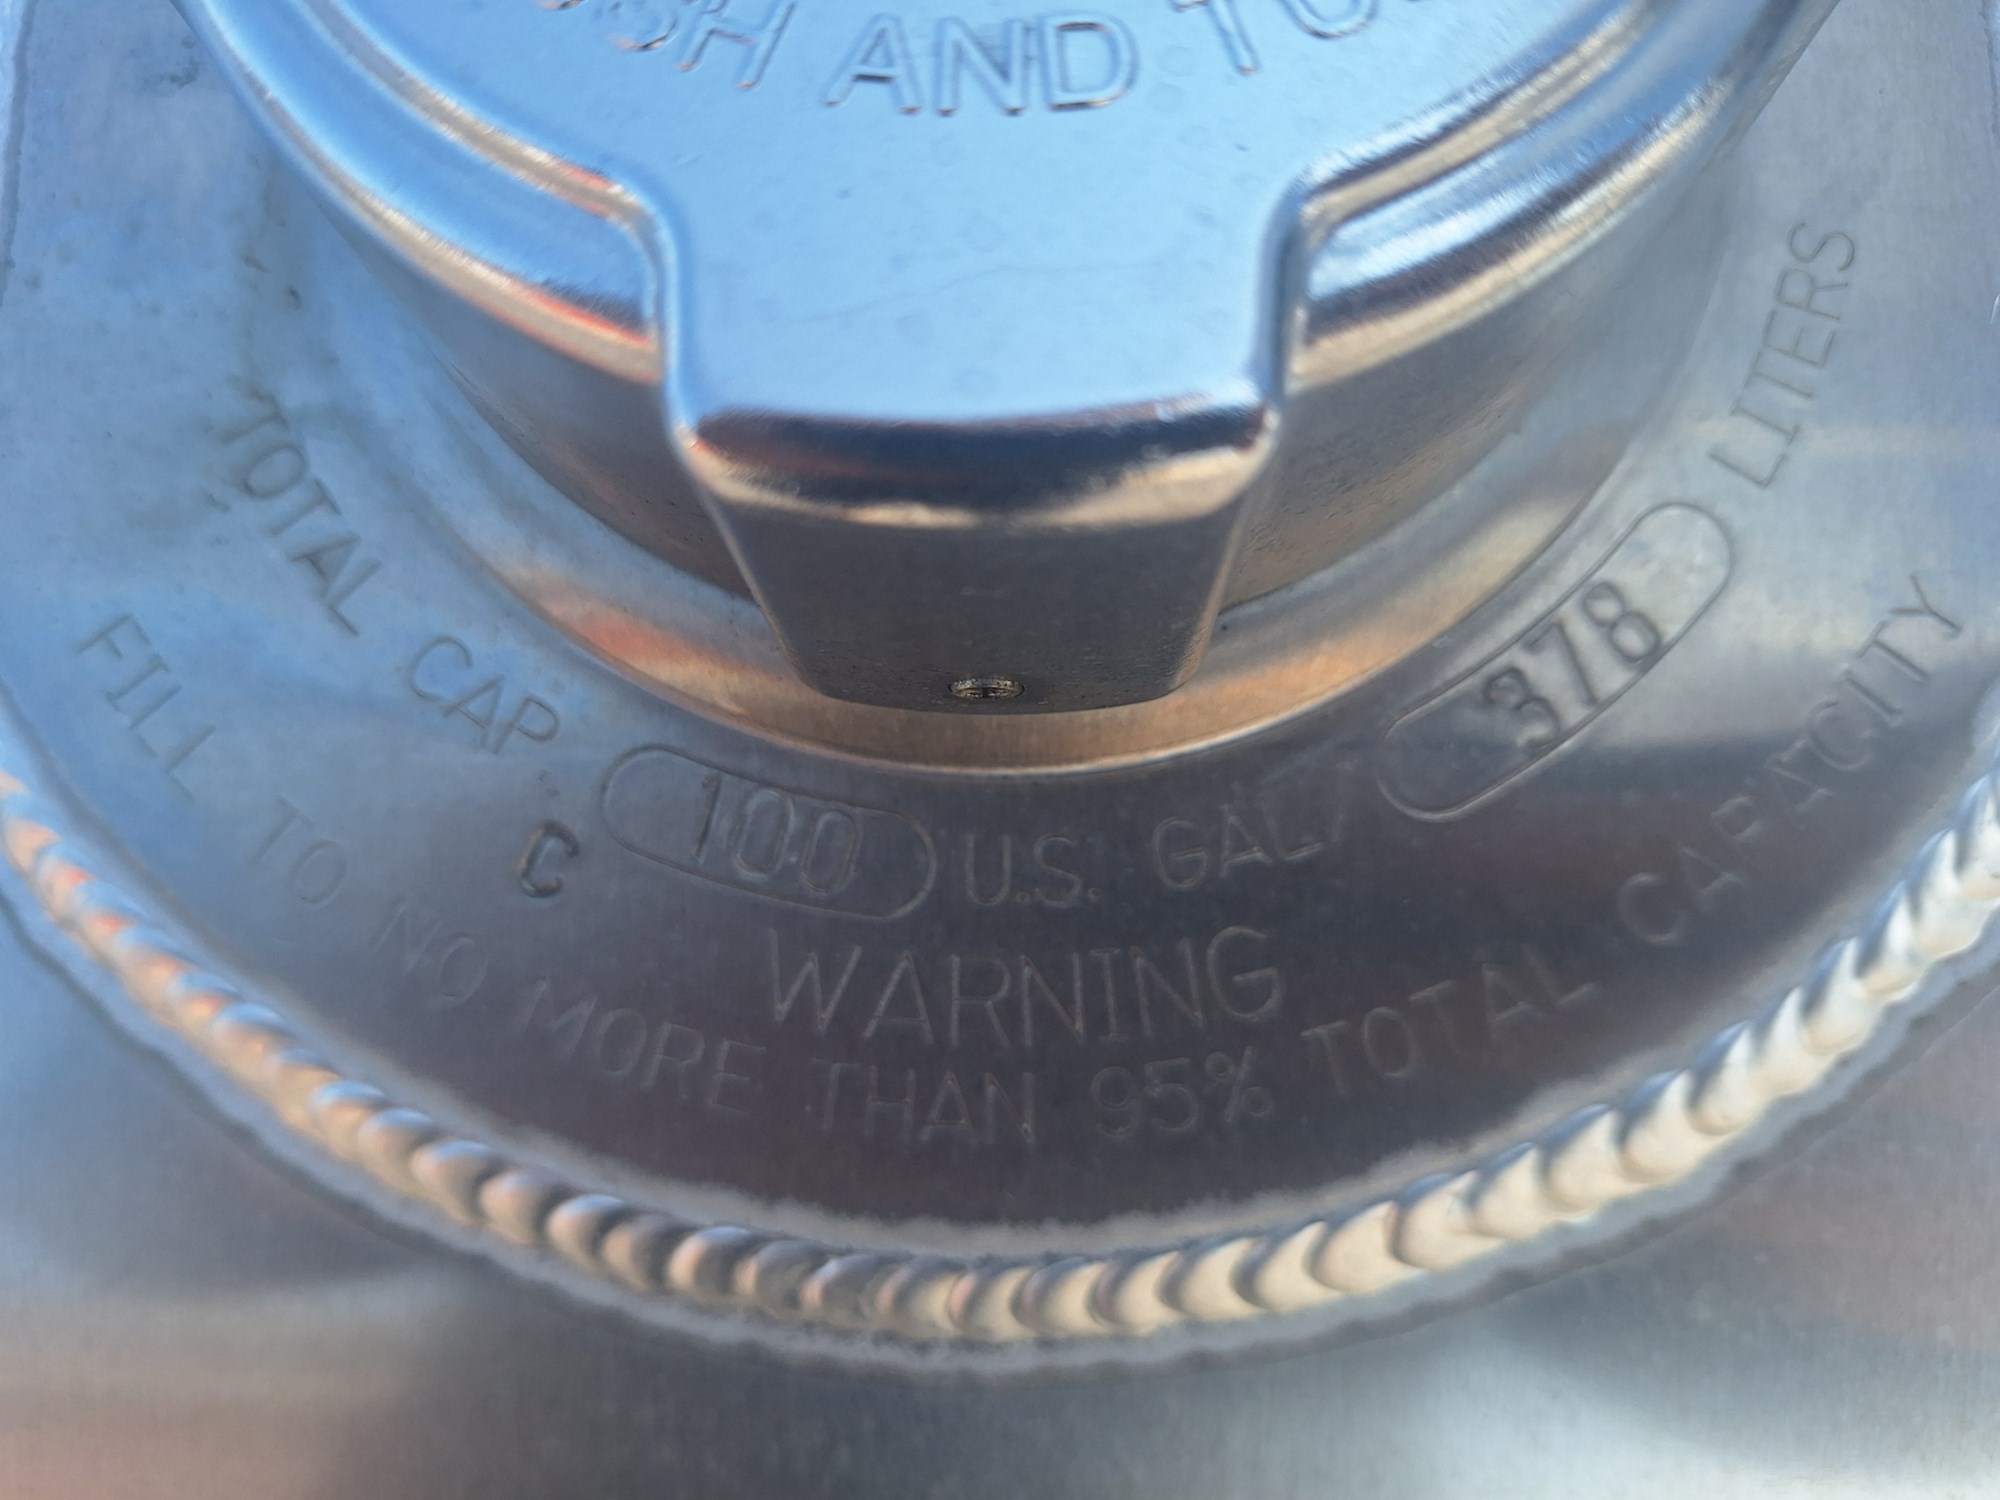 AND
TOTAL CAP. 100 U.S. GAL/ 378 LITERS
C
WARNING
FILL TO NO MORE THAN 95% TOTAL CAPACITY